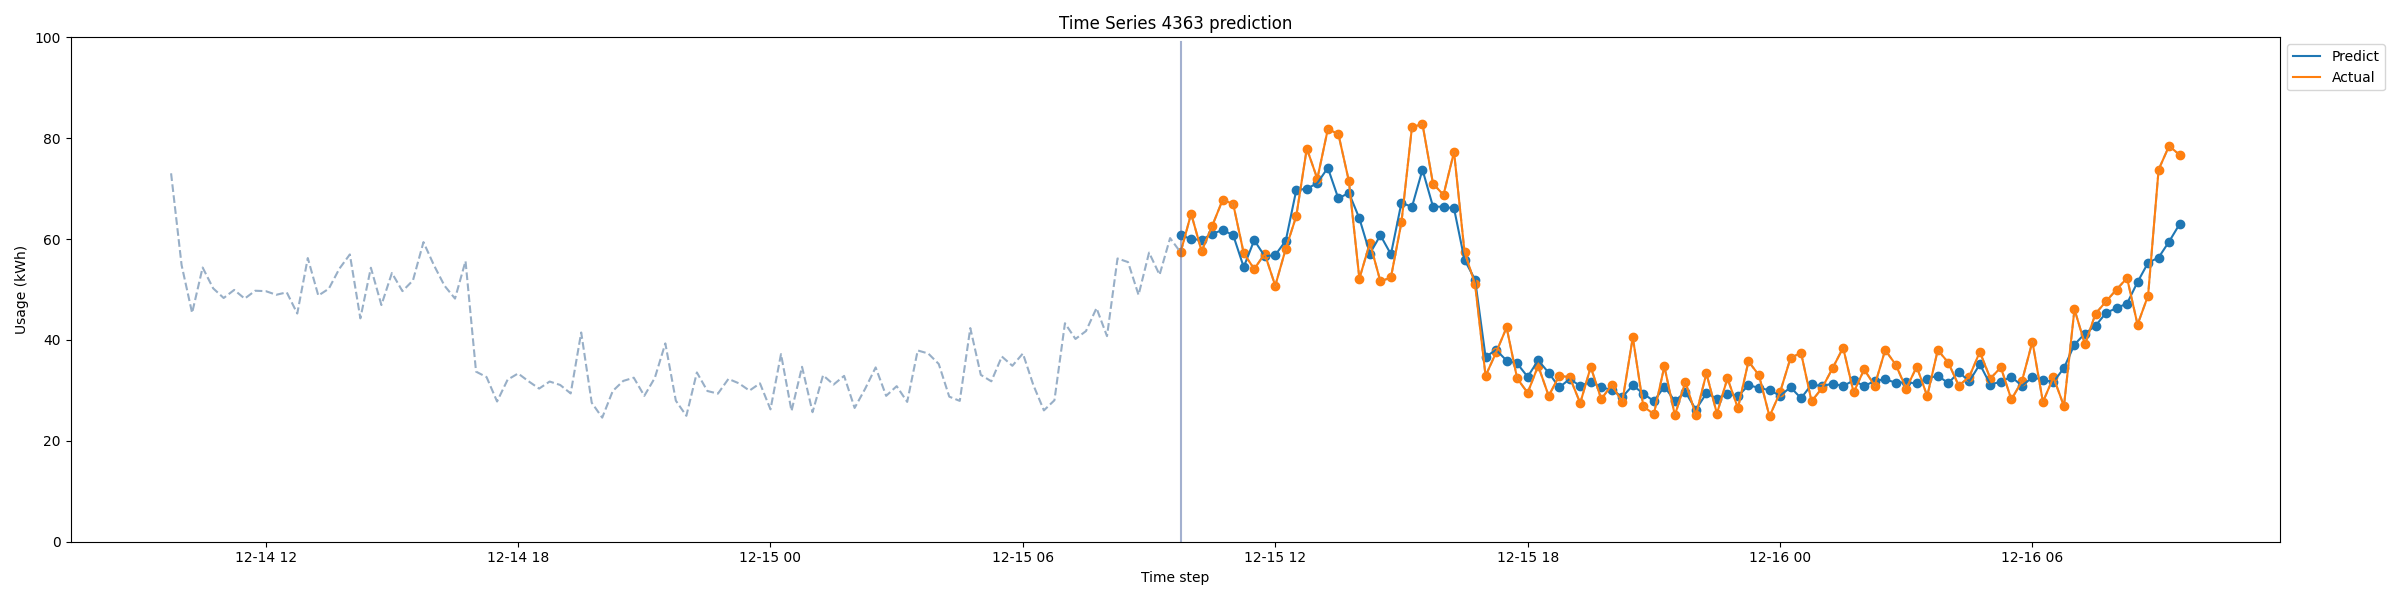 Time Series 4363 prediction
Predict
Actual
Usage (kWh)
100
80
60
40
20
0
12-14 12
12-14 18
12-15 00
12-15 06
12-15 12
12-15 18
12-16 00
12-16 06
Time step